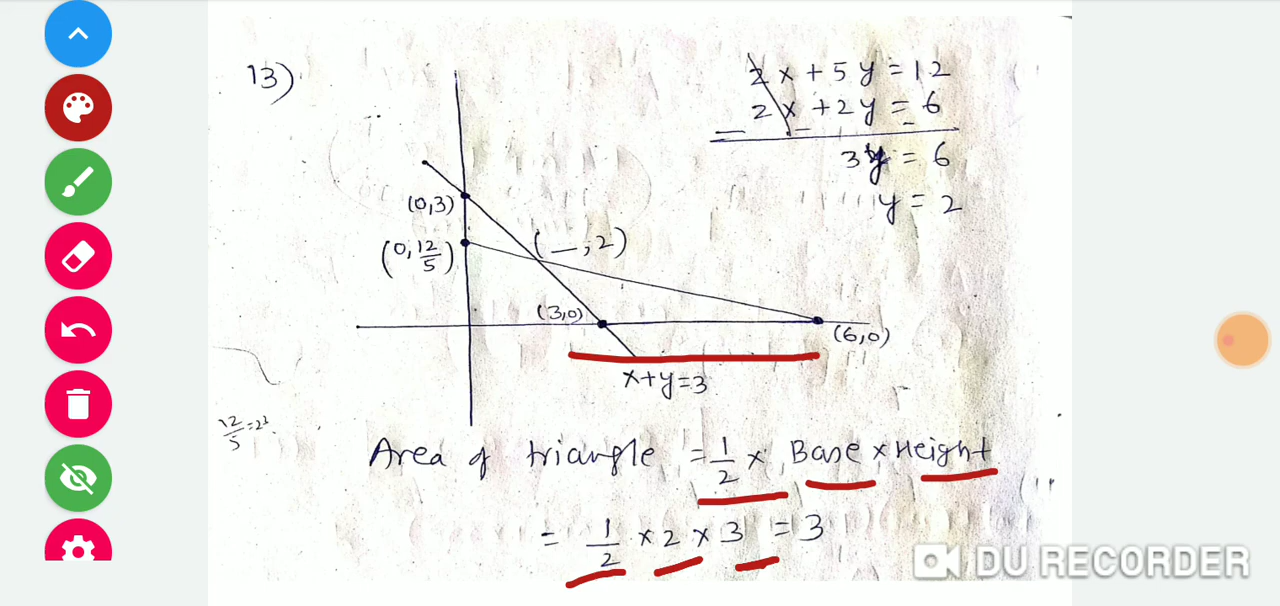 13)
2x + 5y = 12
2x + 2y = 6
3y = 6
y = 2
(0,3)
(0, 12/5)
(_, 2)
(3,0)
(6,0)
x+y=3
12/5 =
Area of triangle = 1/2 × Base × Height
= 1/2 × 2 × 3 = 3
DU RECORDER